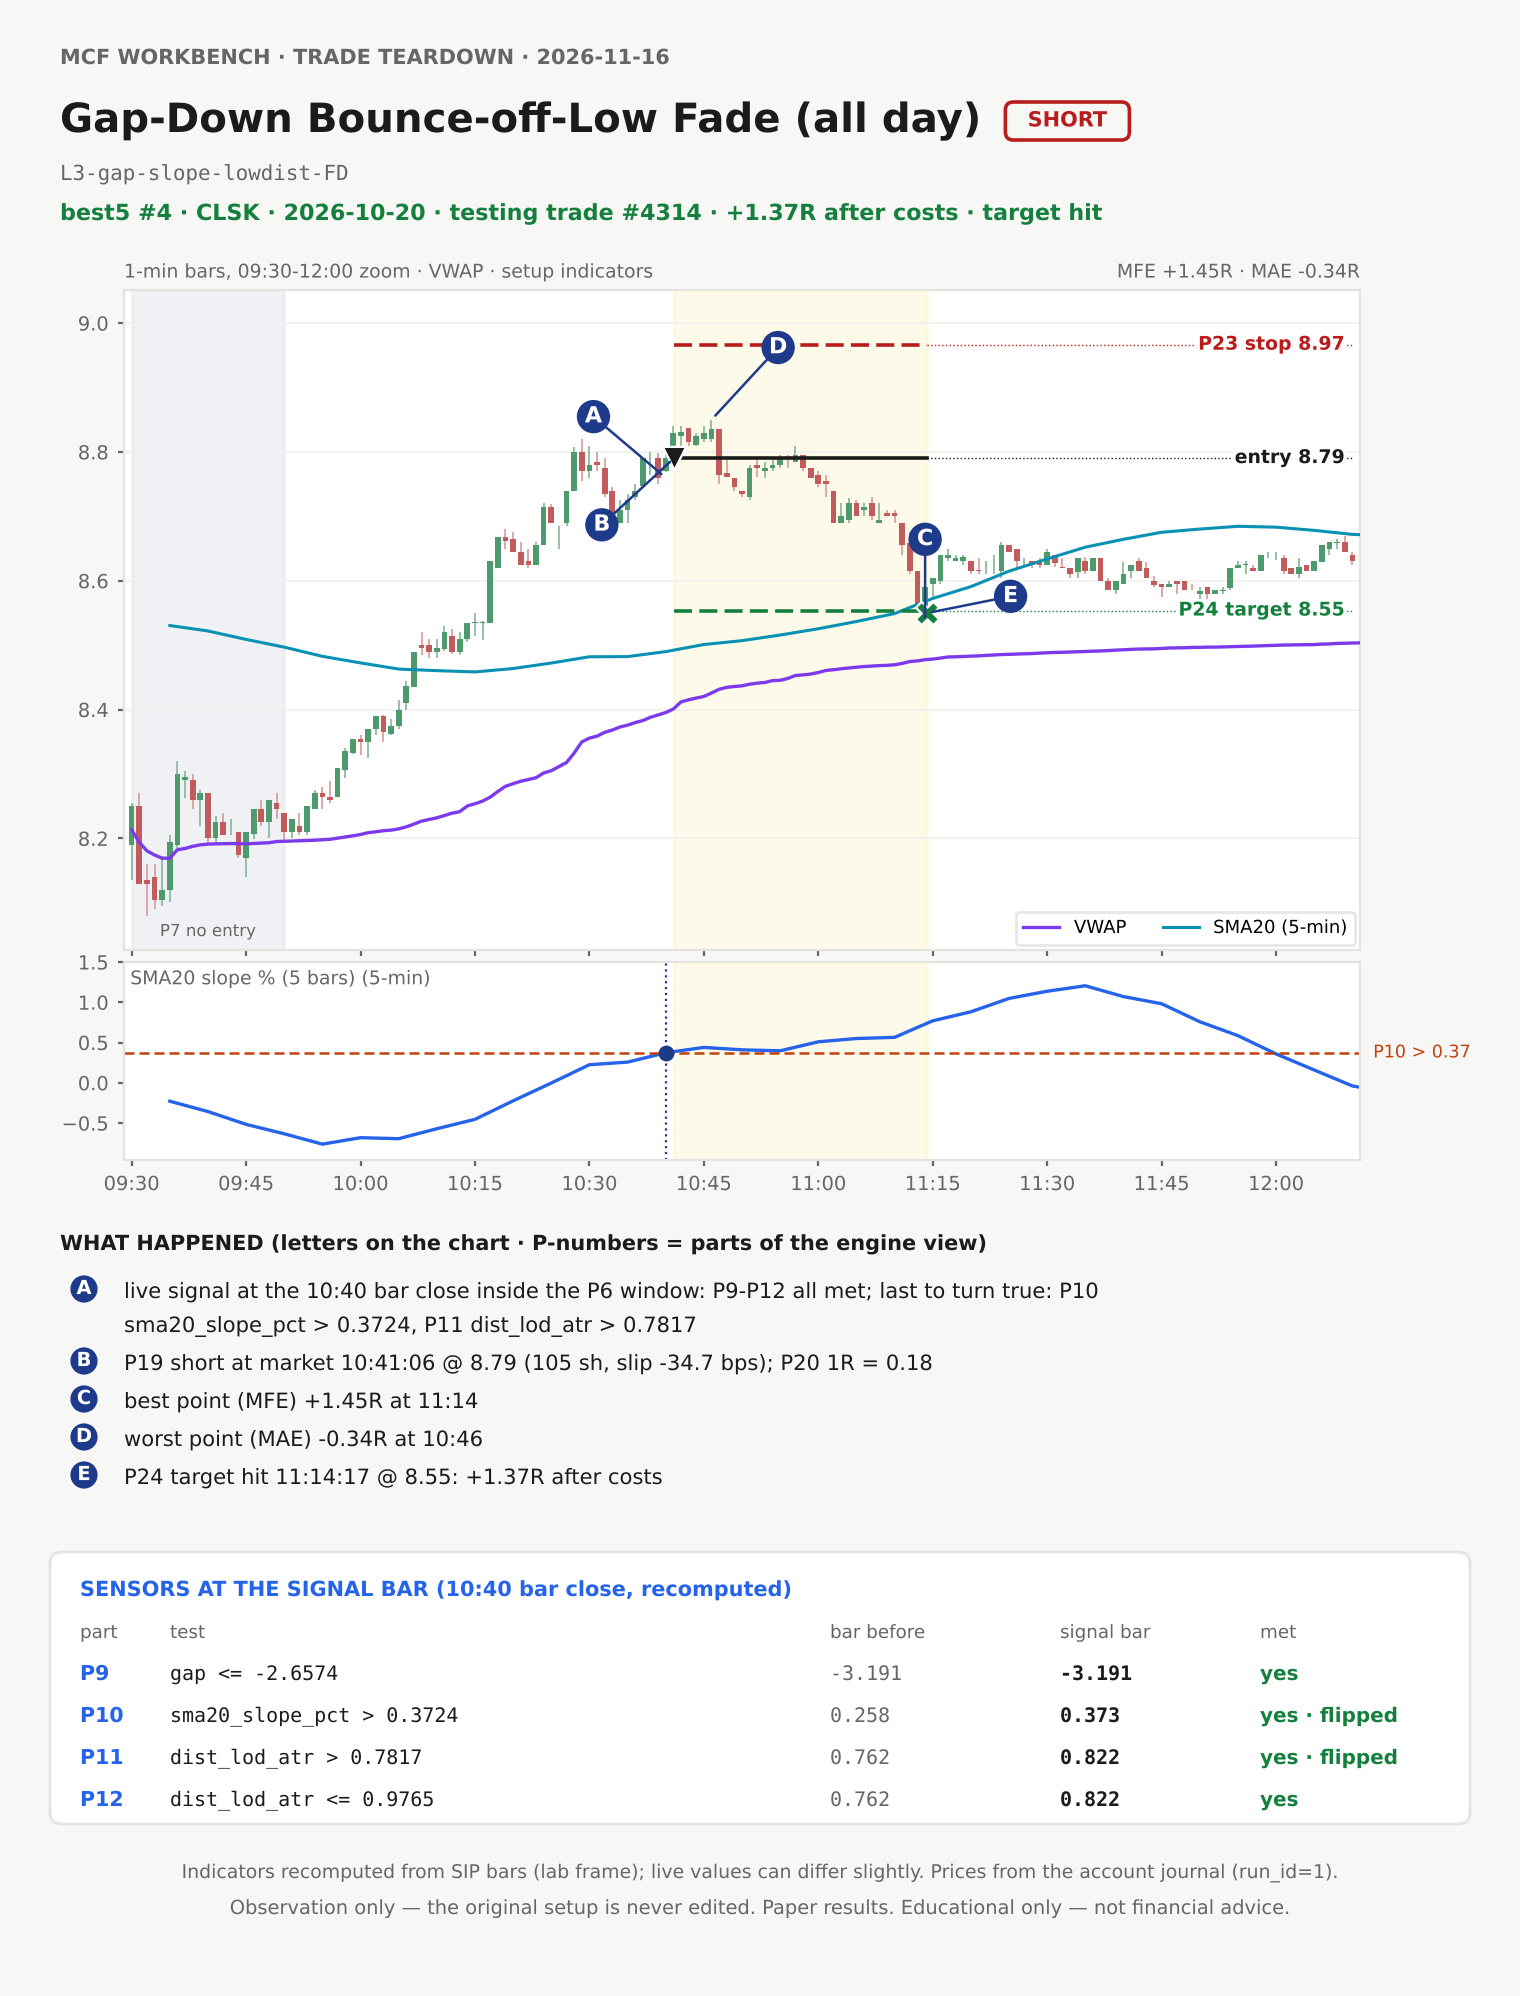 MCF WORKBENCH · TRADE TEARDOWN · 2026-11-16
Gap-Down Bounce-off-Low Fade (all day) SHORT
L3-gap-slope-lowdist-FD
best5 #4 · CLSK · 2026-10-20 · testing trade #4314 · +1.37R after costs · target hit
1-min bars, 09:30-12:00 zoom · VWAP · setup indicators MFE +1.45R · MAE -0.34R
9.0
D
P23 stop 8.97
A
8.8
entry 8.79
B
C
8.6
E
P24 target 8.55
8.4
8.2
P7 no entry
VWAP SMA20 (5-min)
1.5
SMA20 slope % (5 bars) (5-min)
1.0
0.5
P10 > 0.37
0.0
−0.5
09:30 09:45 10:00 10:15 10:30 10:45 11:00 11:15 11:30 11:45 12:00
WHAT HAPPENED (letters on the chart · P-numbers = parts of the engine view)
A live signal at the 10:40 bar close inside the P6 window: P9-P12 all met; last to turn true: P10
sma20_slope_pct > 0.3724, P11 dist_lod_atr > 0.7817
B P19 short at market 10:41:06 @ 8.79 (105 sh, slip -34.7 bps); P20 1R = 0.18
C best point (MFE) +1.45R at 11:14
D worst point (MAE) -0.34R at 10:46
E P24 target hit 11:14:17 @ 8.55: +1.37R after costs
SENSORS AT THE SIGNAL BAR (10:40 bar close, recomputed)
part test bar before signal bar met
P9 gap <= -2.6574 -3.191 -3.191 yes
P10 sma20_slope_pct > 0.3724 0.258 0.373 yes · flipped
P11 dist_lod_atr > 0.7817 0.762 0.822 yes · flipped
P12 dist_lod_atr <= 0.9765 0.762 0.822 yes
Indicators recomputed from SIP bars (lab frame); live values can differ slightly. Prices from the account journal (run_id=1).
Observation only — the original setup is never edited. Paper results. Educational only — not financial advice.